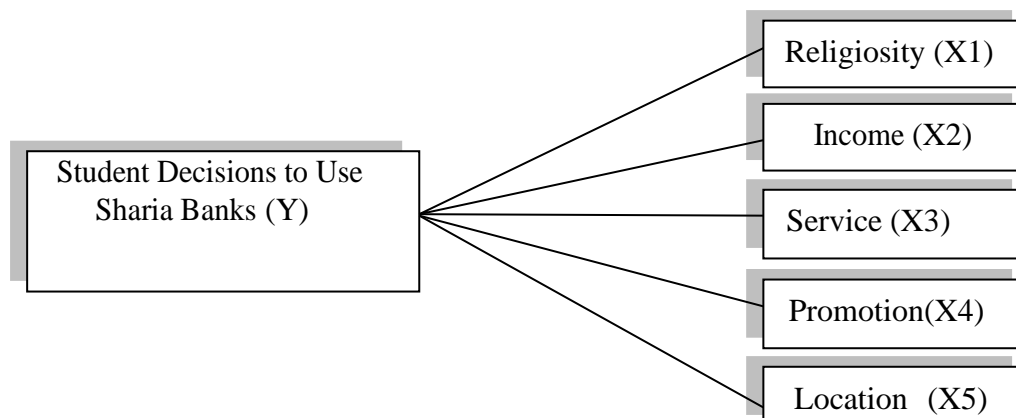 Religiosity (X1)
Income (X2)
Student Decisions to Use
Sharia Banks (Y)
Service (X3)
Promotion(X4)
Location (X5)